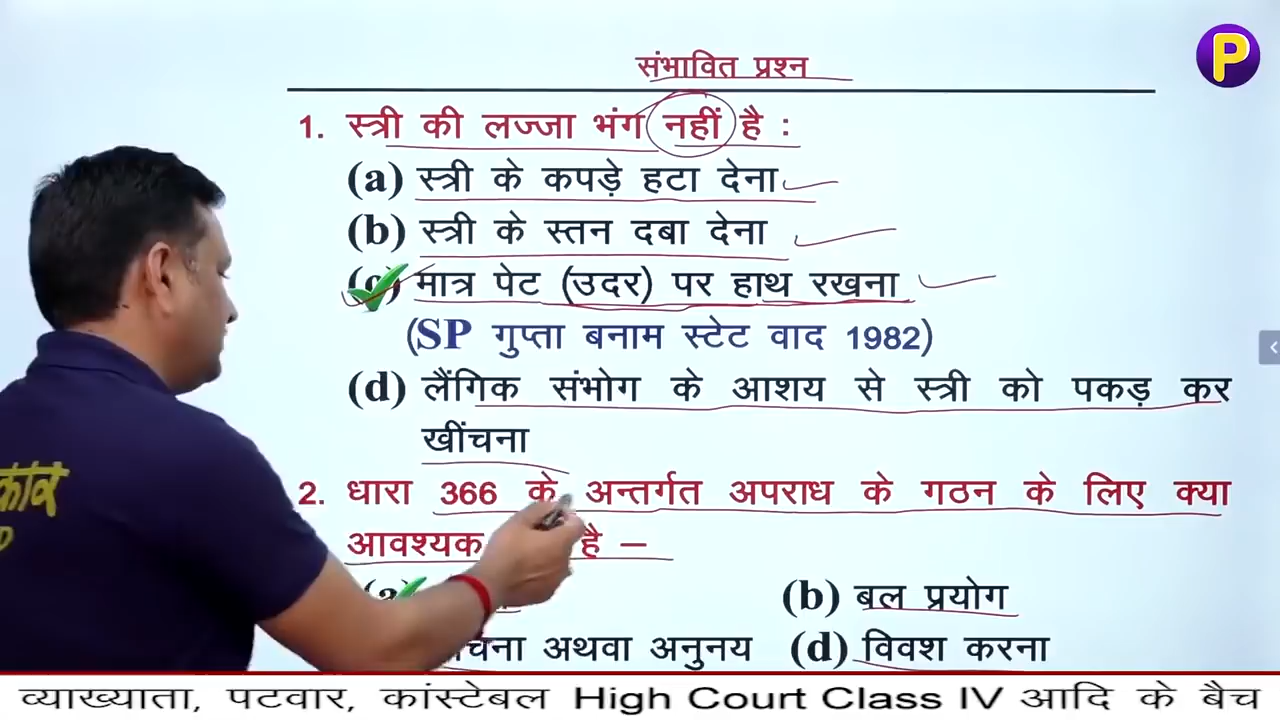 P
संभावित प्रश्न
1. स्त्री की लज्जा भंग नहीं है :
(a) स्त्री के कपड़े हटा देना
(b) स्त्री के स्तन दबा देना
(c) मात्र पेट (उदर) पर हाथ रखना
(SP गुप्ता बनाम स्टेट वाद 1982)
(d) लैंगिक संभोग के आशय से स्त्री को पकड़ कर
खींचना
2. धारा 366 के अन्तर्गत अपराध के गठन के लिए क्या
आवश्यक है –
(a) (b) बल प्रयोग
अथवा अनुनय (d) विवश करना
व्याख्याता, पटवार, कांस्टेबल High Court Class IV आदि के बैच